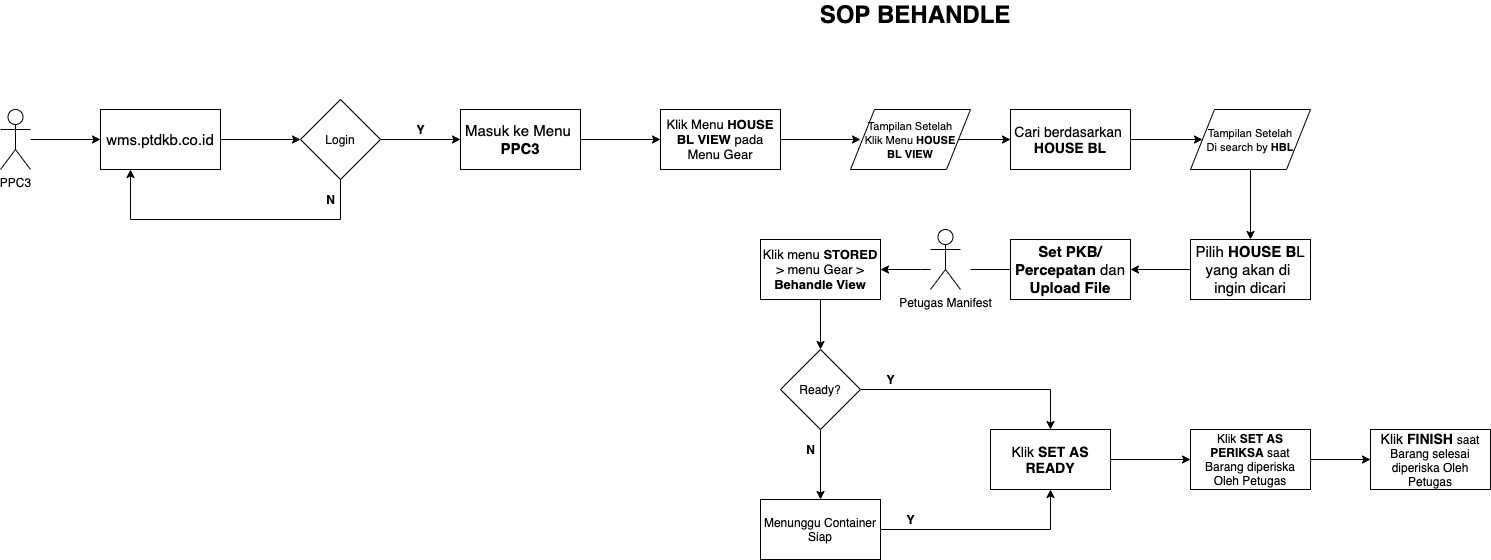 SOP BEHANDLE
PPC3
wms.ptdkb.co.id
Login
Y
N
Masuk ke Menu
PPC3
Klik Menu HOUSE
BL VIEW pada
Menu Gear
Tampilan Setelah
Klik Menu HOUSE
BL VIEW
Cari berdasarkan
HOUSE BL
Tampilan Setelah
Di search by HBL
Pilih HOUSE BL
yang akan di
ingin dicari
Set PKB/
Percepatan dan
Upload File
Petugas Manifest
Klik menu STORED
> menu Gear >
Behandle View
Ready?
Y
N
Menunggu Container
Siap
Y
Klik SET AS
READY
Klik SET AS
PERIKSA saat
Barang diperiska
Oleh Petugas
Klik FINISH saat
Barang selesai
diperiska Oleh
Petugas